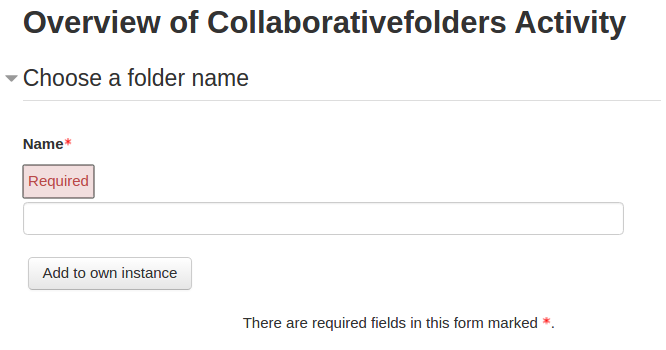 Overview of Collaborativefolders Activity
Choose a folder name
Name*
Required
Add to own instance
There are required fields in this form marked *.